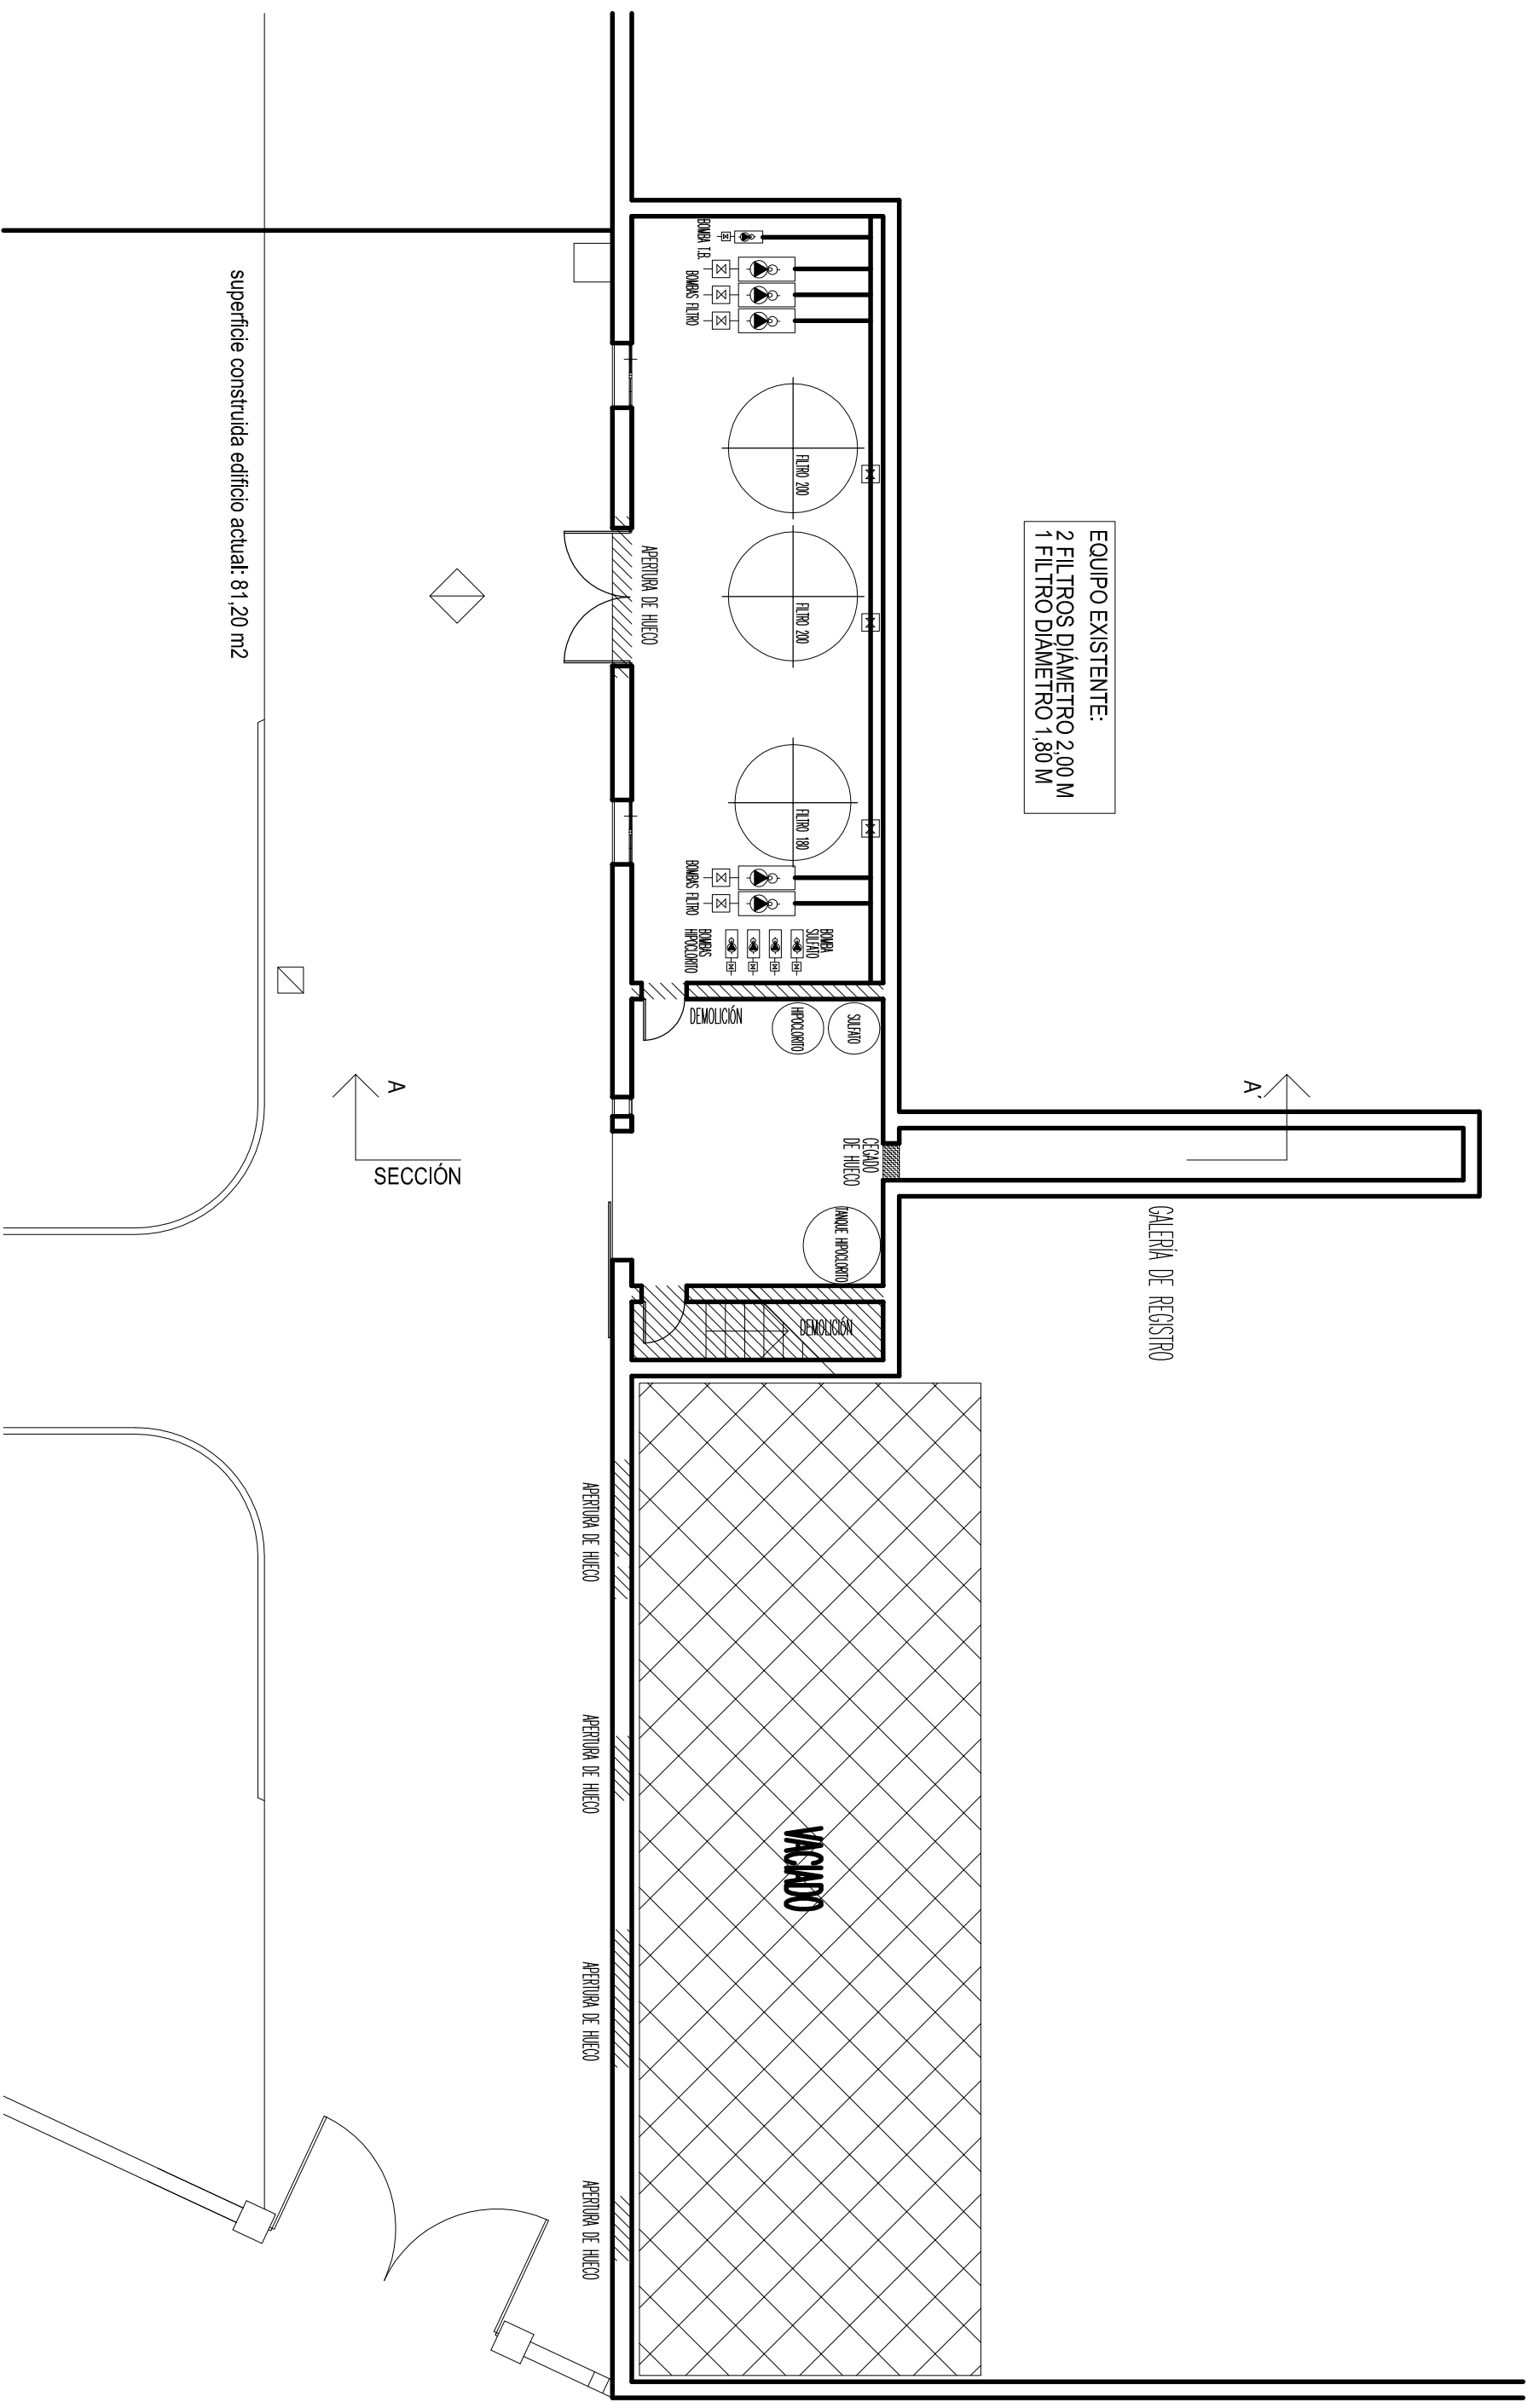 EQUIPO EXISTENTE:
2 FILTROS DIÁMETRO 2,00 M
1 FILTRO DIÁMETRO 1,80 M
A´
GALERÍA DE REGISTRO
BOMBA T.B.
BOMBAS FILTRO
FILTRO 200
FILTRO 200
FILTRO 180
BOMBAS FILTRO
BOMBA
SULFATO
BOMBAS
HIPOCLORITO
SULFATO
HIPOCLORITO
DEMOLICIÓN
CEGADO
DE HUECO
TANQUE HIPOCLORITO
DEMOLICIÓN
VACIADO
APERTURA DE HUECO
APERTURA DE HUECO
APERTURA DE HUECO
APERTURA DE HUECO
APERTURA DE HUECO
A
SECCIÓN
superficie construida edificio actual: 81,20 m2